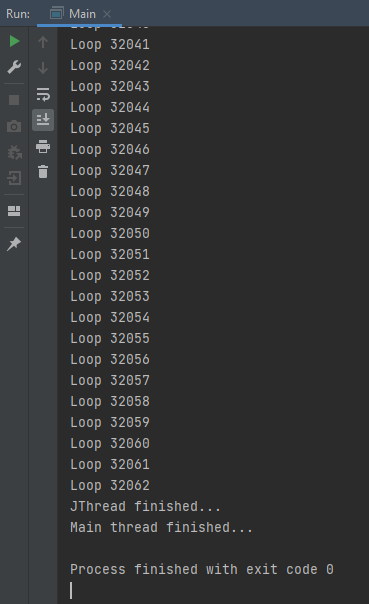 Run:
Main
Loop 32041
Loop 32042
Loop 32043
Loop 32044
Loop 32045
Loop 32046
Loop 32047
Loop 32048
Loop 32049
Loop 32050
Loop 32051
Loop 32052
Loop 32053
Loop 32054
Loop 32055
Loop 32056
Loop 32057
Loop 32058
Loop 32059
Loop 32060
Loop 32061
Loop 32062
JThread finished...
Main thread finished...
Process finished with exit code 0